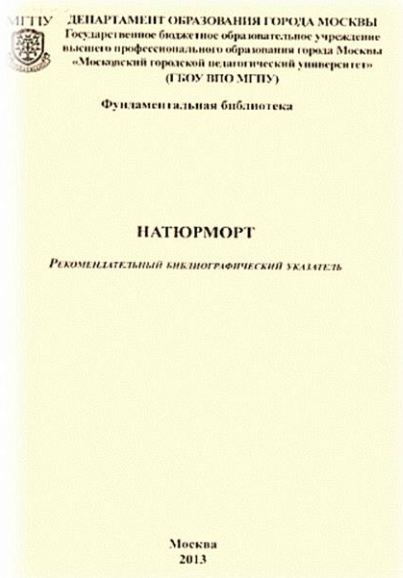 МГПУ
ДЕПАРТАМЕНТ ОБРАЗОВАНИЯ ГОРОДА МОСКВЫ
Государственное бюджетное образовательное учреждение
высшего профессионального образования города Москвы
«Московский городской педагогический университет»
(ГБОУ ВПО МГПУ)
Фундаментальная библиотека
НАТЮРМОРТ
Рекомендательный библиографический указатель
Москва
2013